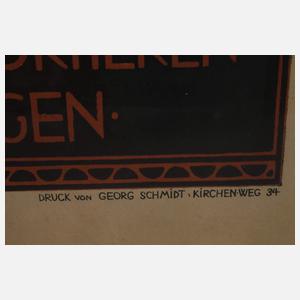 GEN·
DRUCK VON GEORG SCHMIDT, KIRCHEN-WEG 34